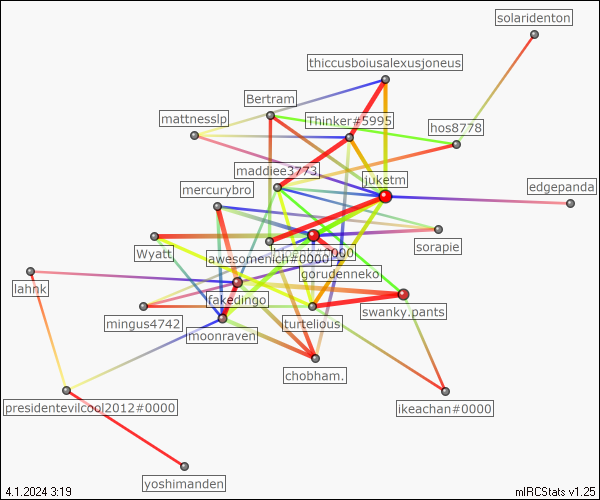 solaridenton
thiccusboiusalexusjoneus
Bertram
mattnesslp
Thinker#5995
hos8778
maddiee3773
juketm
mercurybro
edgepanda
Wyatt
awesomenich#0000
sorapie
gorudenneko
lahnk
fakedingo
swanky.pants
mingus4742
turtelious
moonraven
chobham.
presidentevilcool2012#0000
ikeachan#0000
yoshimanden
4.1.2024 3:19
mIRCStats v1.25